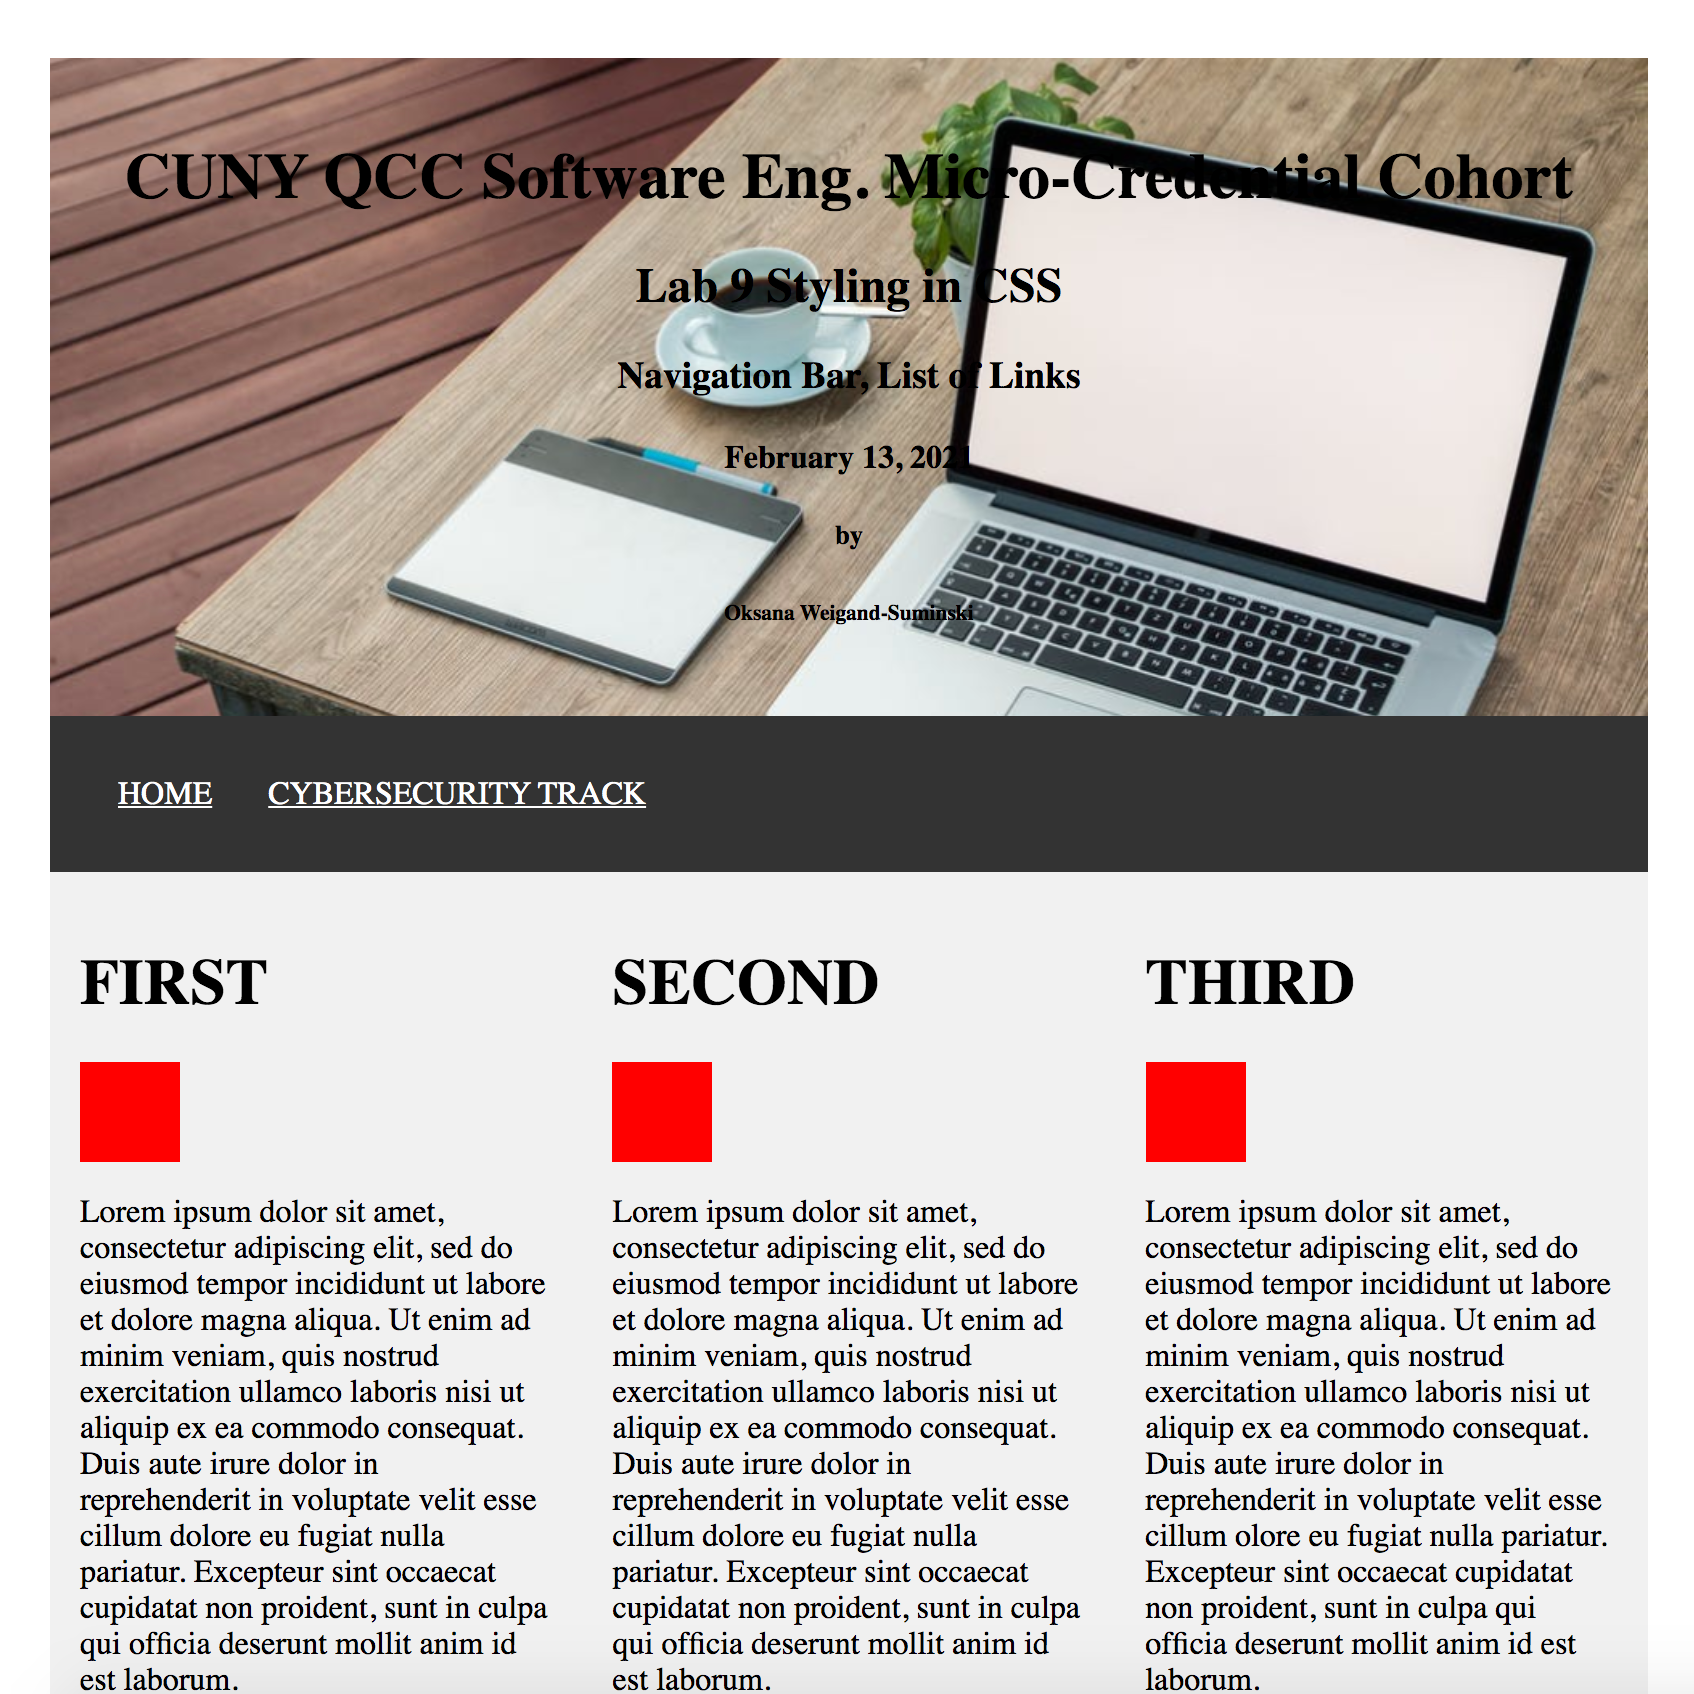 CUNY QCC Software Eng. Micro-Credential Cohort
Lab 9 Styling in CSS
Navigation Bar, List of Links
February 13, 2021
by
Oksana Weigand-Suminski
HOME CYBERSECURITY TRACK
FIRST
Lorem ipsum dolor sit amet,
consectetur adipiscing elit, sed do
eiusmod tempor incididunt ut labore
et dolore magna aliqua. Ut enim ad
minim veniam, quis nostrud
exercitation ullamco laboris nisi ut
aliquip ex ea commodo consequat.
Duis aute irure dolor in
reprehenderit in voluptate velit esse
cillum dolore eu fugiat nulla
pariatur. Excepteur sint occaecat
cupidatat non proident, sunt in culpa
qui officia deserunt mollit anim id
est laborum.
SECOND
Lorem ipsum dolor sit amet,
consectetur adipiscing elit, sed do
eiusmod tempor incididunt ut labore
et dolore magna aliqua. Ut enim ad
minim veniam, quis nostrud
exercitation ullamco laboris nisi ut
aliquip ex ea commodo consequat.
Duis aute irure dolor in
reprehenderit in voluptate velit esse
cillum dolore eu fugiat nulla
pariatur. Excepteur sint occaecat
cupidatat non proident, sunt in culpa
qui officia deserunt mollit anim id
est laborum.
THIRD
Lorem ipsum dolor sit amet,
consectetur adipiscing elit, sed do
eiusmod tempor incididunt ut labore
et dolore magna aliqua. Ut enim ad
minim veniam, quis nostrud
exercitation ullamco laboris nisi ut
aliquip ex ea commodo consequat.
Duis aute irure dolor in
reprehenderit in voluptate velit esse
cillum olore eu fugiat nulla pariatur.
Excepteur sint occaecat cupidatat
non proident, sunt in culpa qui
officia deserunt mollit anim id est
laborum.